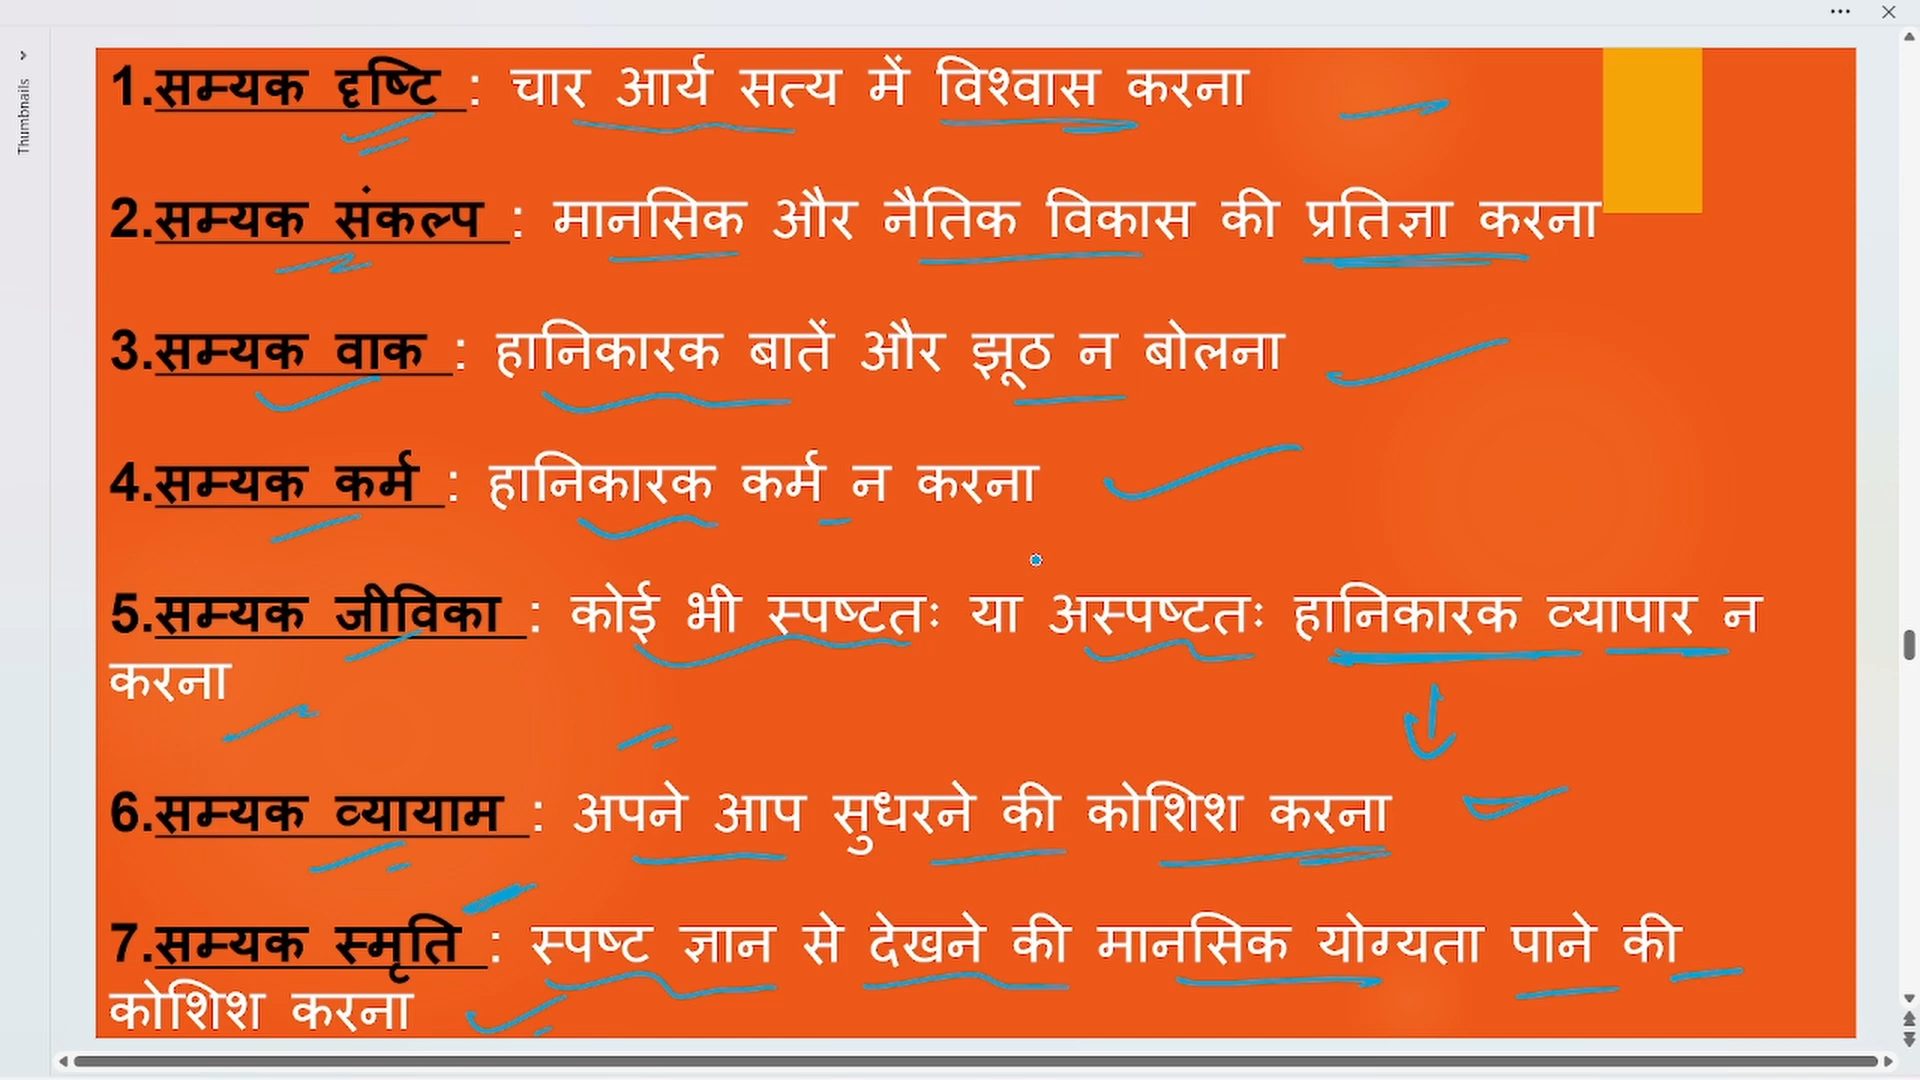 Thumbnails
1.सम्यक दृष्टि : चार आर्य सत्य में विश्वास करना
2.सम्यक संकल्प : मानसिक और नैतिक विकास की प्रतिज्ञा करना
3.सम्यक वाक : हानिकारक बातें और झूठ न बोलना
4.सम्यक कर्म : हानिकारक कर्म न करना
5.सम्यक जीविका : कोई भी स्पष्टतः या अस्पष्टतः हानिकारक व्यापार न
करना
6.सम्यक व्यायाम : अपने आप सुधरने की कोशिश करना
7.सम्यक स्मृति : स्पष्ट ज्ञान से देखने की मानसिक योग्यता पाने की
कोशिश करना